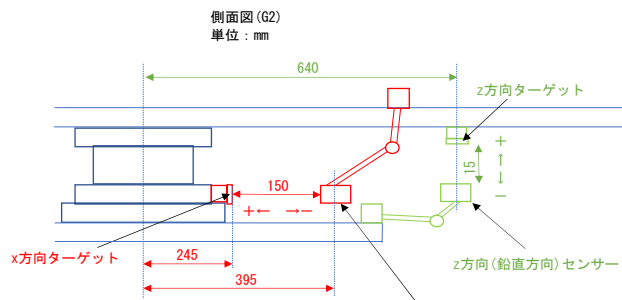 側面図(G2)
単位：mm
640
z方向ターゲット
+
← →
−
15
150
+← →−
x方向ターゲット
245
z方向(鉛直方向)センサー
395